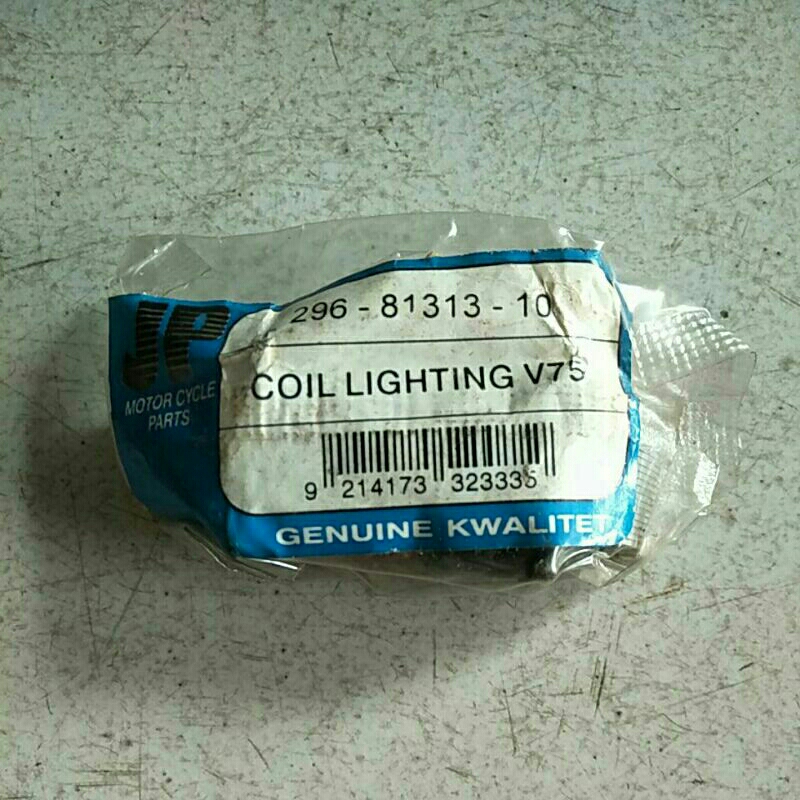 JP
MOTOR CYCLE
PARTS
296 - 81313 - 10
COIL LIGHTING V75
9 214173 323335
GENUINE KWALITET